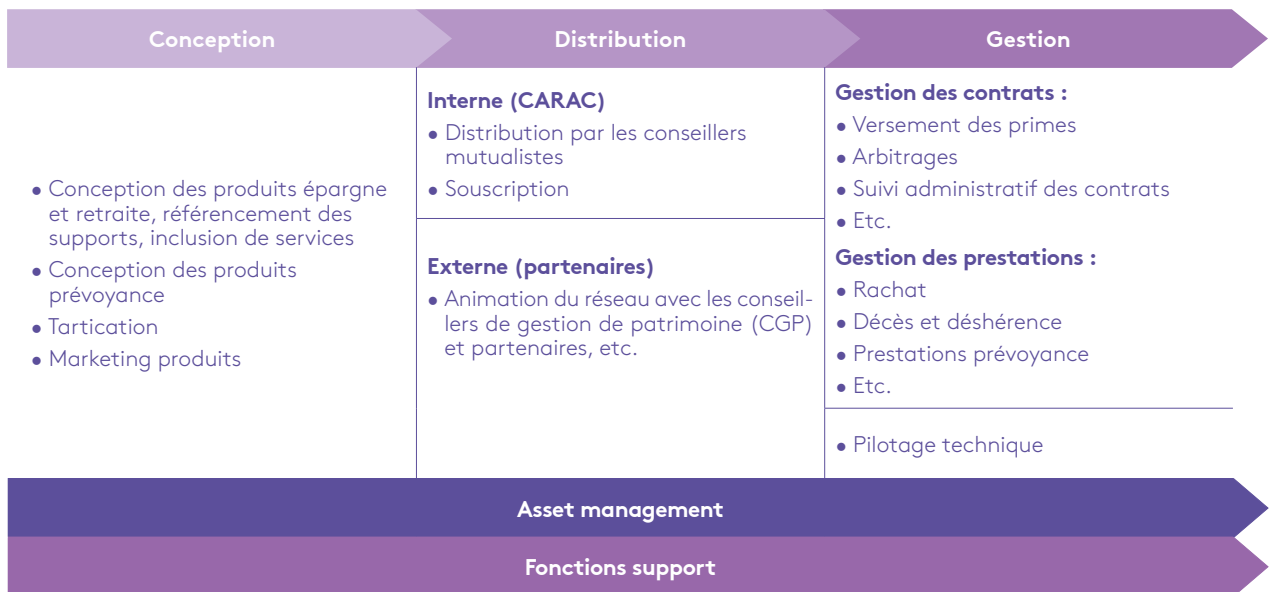 Conception
Distribution
Gestion
• Conception des produits épargne
et retraite, référencement des
supports, inclusion de services
• Conception des produits
prévoyance
• Tartication
• Marketing produits
Interne (CARAC)
• Distribution par les conseillers
mutualistes
• Souscription
Externe (partenaires)
• Animation du réseau avec les conseil-
lers de gestion de patrimoine (CGP)
et partenaires, etc.
Gestion des contrats :
• Versement des primes
• Arbitrages
• Suivi administratif des contrats
• Etc.
Gestion des prestations :
• Rachat
• Décès et déshérence
• Prestations prévoyance
• Etc.
• Pilotage technique
Asset management
Fonctions support